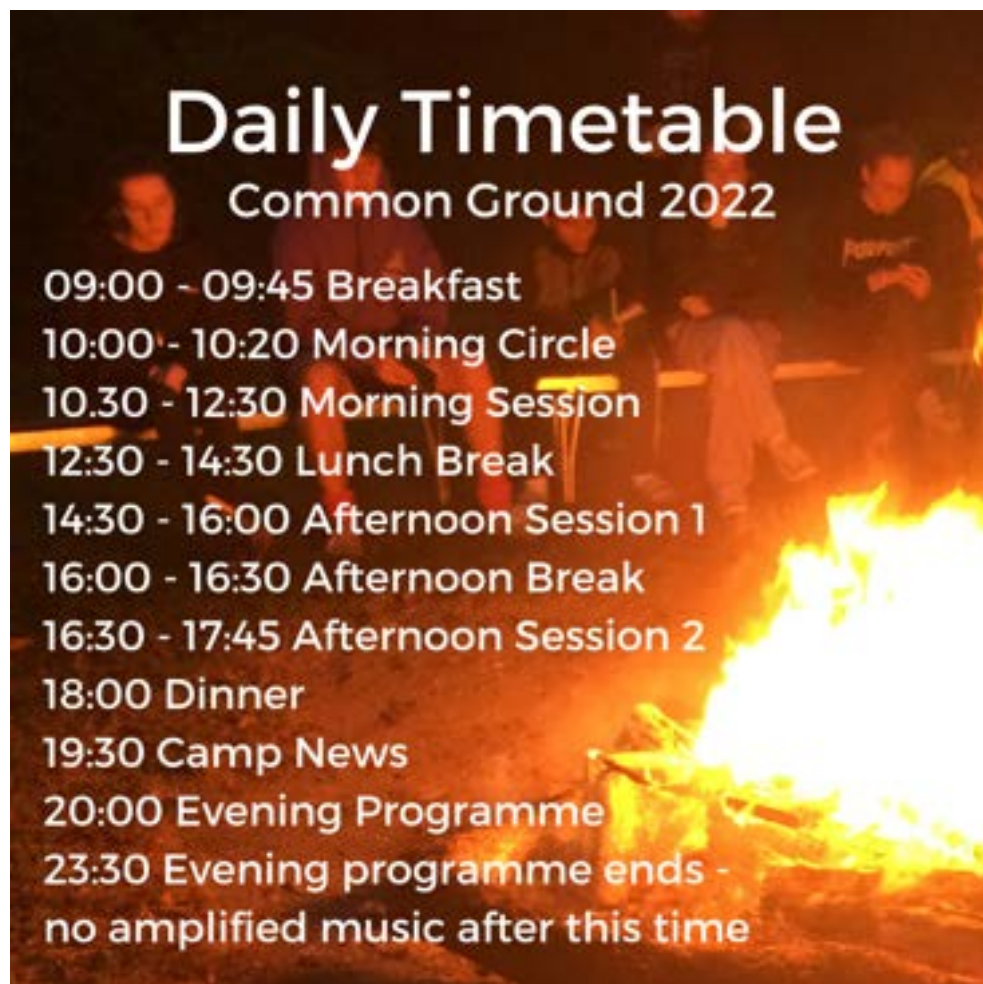 Daily Timetable
Common Ground 2022
09:00 - 09:45 Breakfast
10:00 - 10:20 Morning Circle
10.30 - 12:30 Morning Session
12:30 - 14:30 Lunch Break
14:30 - 16:00 Afternoon Session 1
16:00 - 16:30 Afternoon Break
16:30 - 17:45 Afternoon Session 2
18:00 Dinner
19:30 Camp News
20:00 Evening Programme
23:30 Evening programme ends -
no amplified music after this time